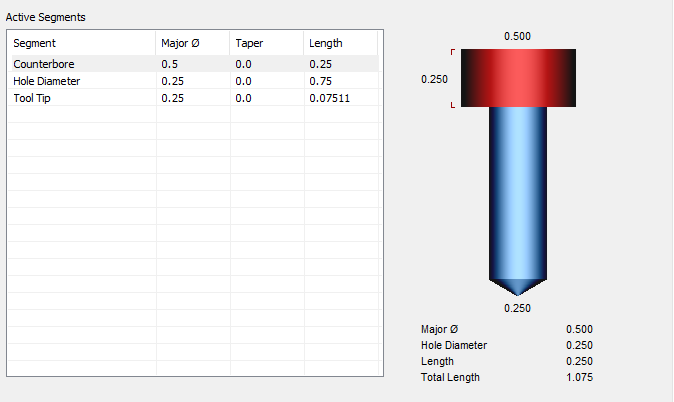 Active Segments
Segment Major Ø Taper Length
Counterbore 0.5 0.0 0.25
Hole Diameter 0.25 0.0 0.75
Tool Tip 0.25 0.0 0.07511
0.500
0.250
0.250
Major Ø 0.500
Hole Diameter 0.250
Length 0.250
Total Length 1.075